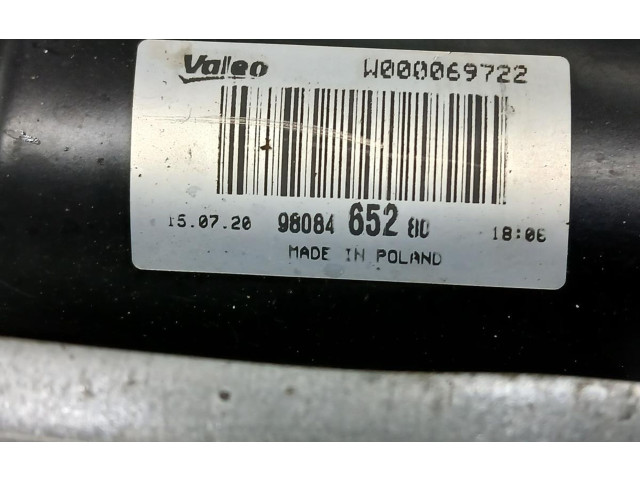 Valeo W000069722
15.07.20 98084 652 80 18:06
MADE IN POLAND